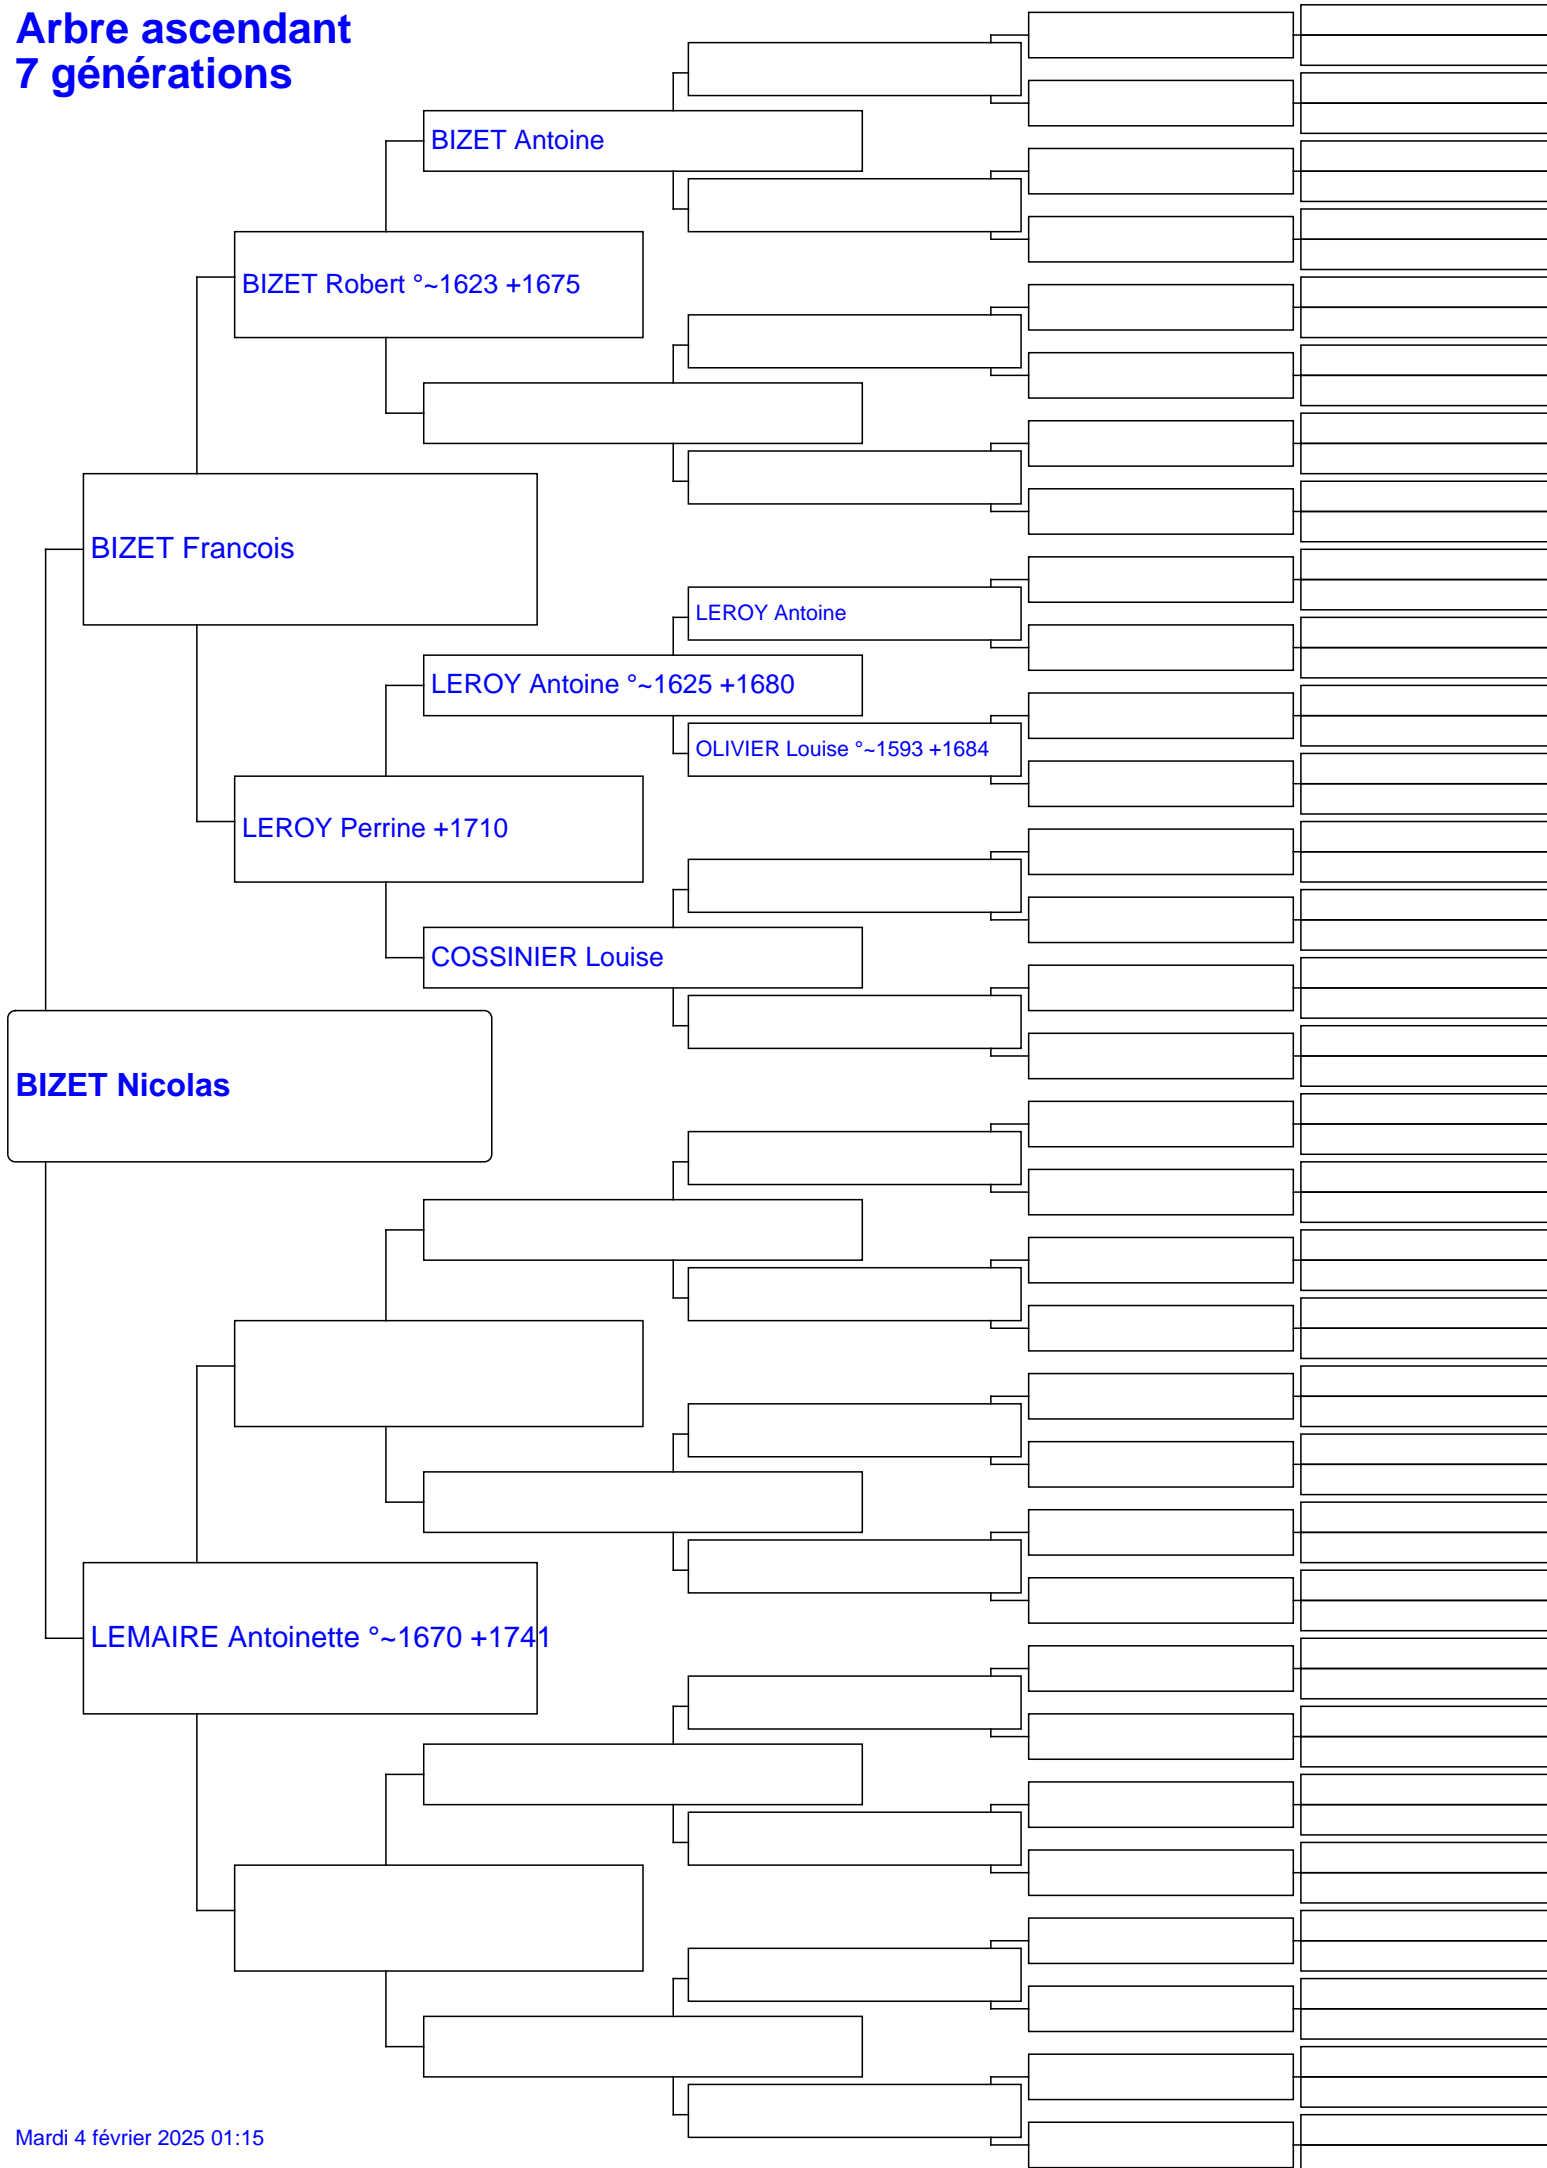 Arbre ascendant
7 générations
BIZET Antoine
BIZET Robert °~1623 +1675
BIZET Francois
LEROY Antoine
LEROY Antoine °~1625 +1680
OLIVIER Louise °~1593 +1684
LEROY Perrine +1710
COSSINIER Louise
BIZET Nicolas
LEMAIRE Antoinette °~1670 +1741
Mardi 4 février 2025 01:15